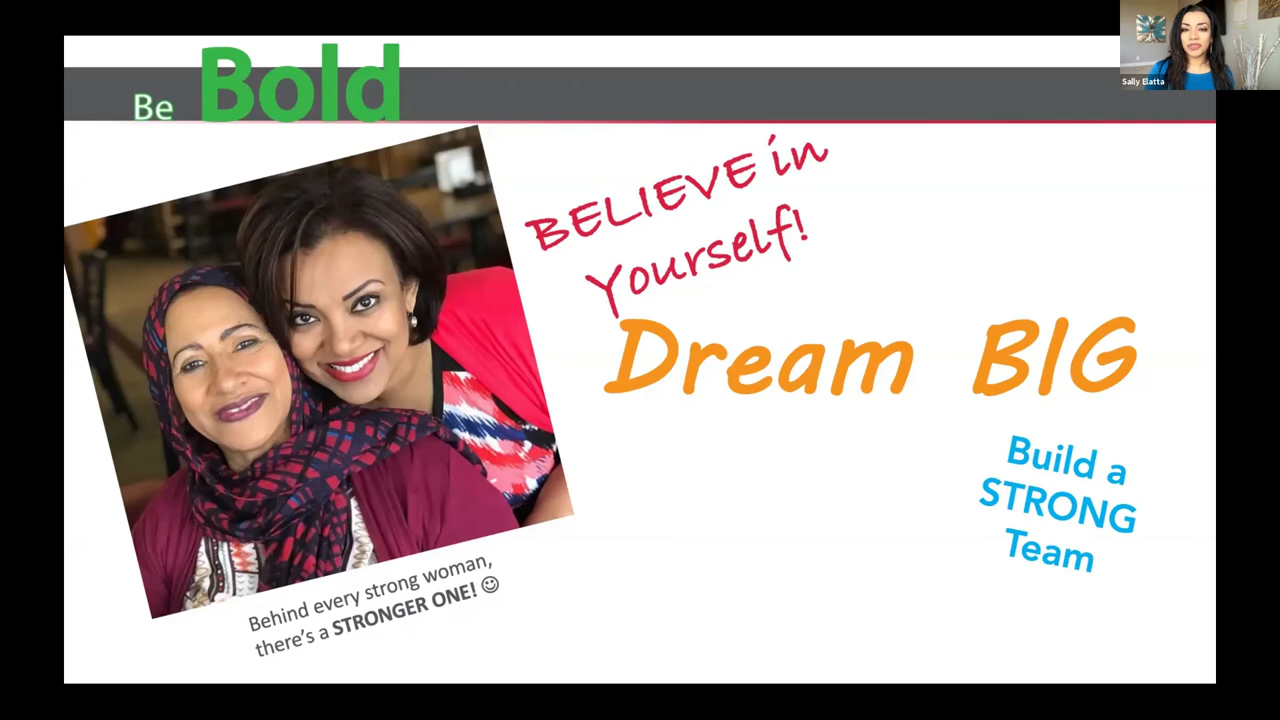 Be Bold
Sally Elatta
BELIEVE in
Yourself!
Dream BIG
Build a
STRONG
Team
Behind every strong woman,
there's a STRONGER ONE! ☺